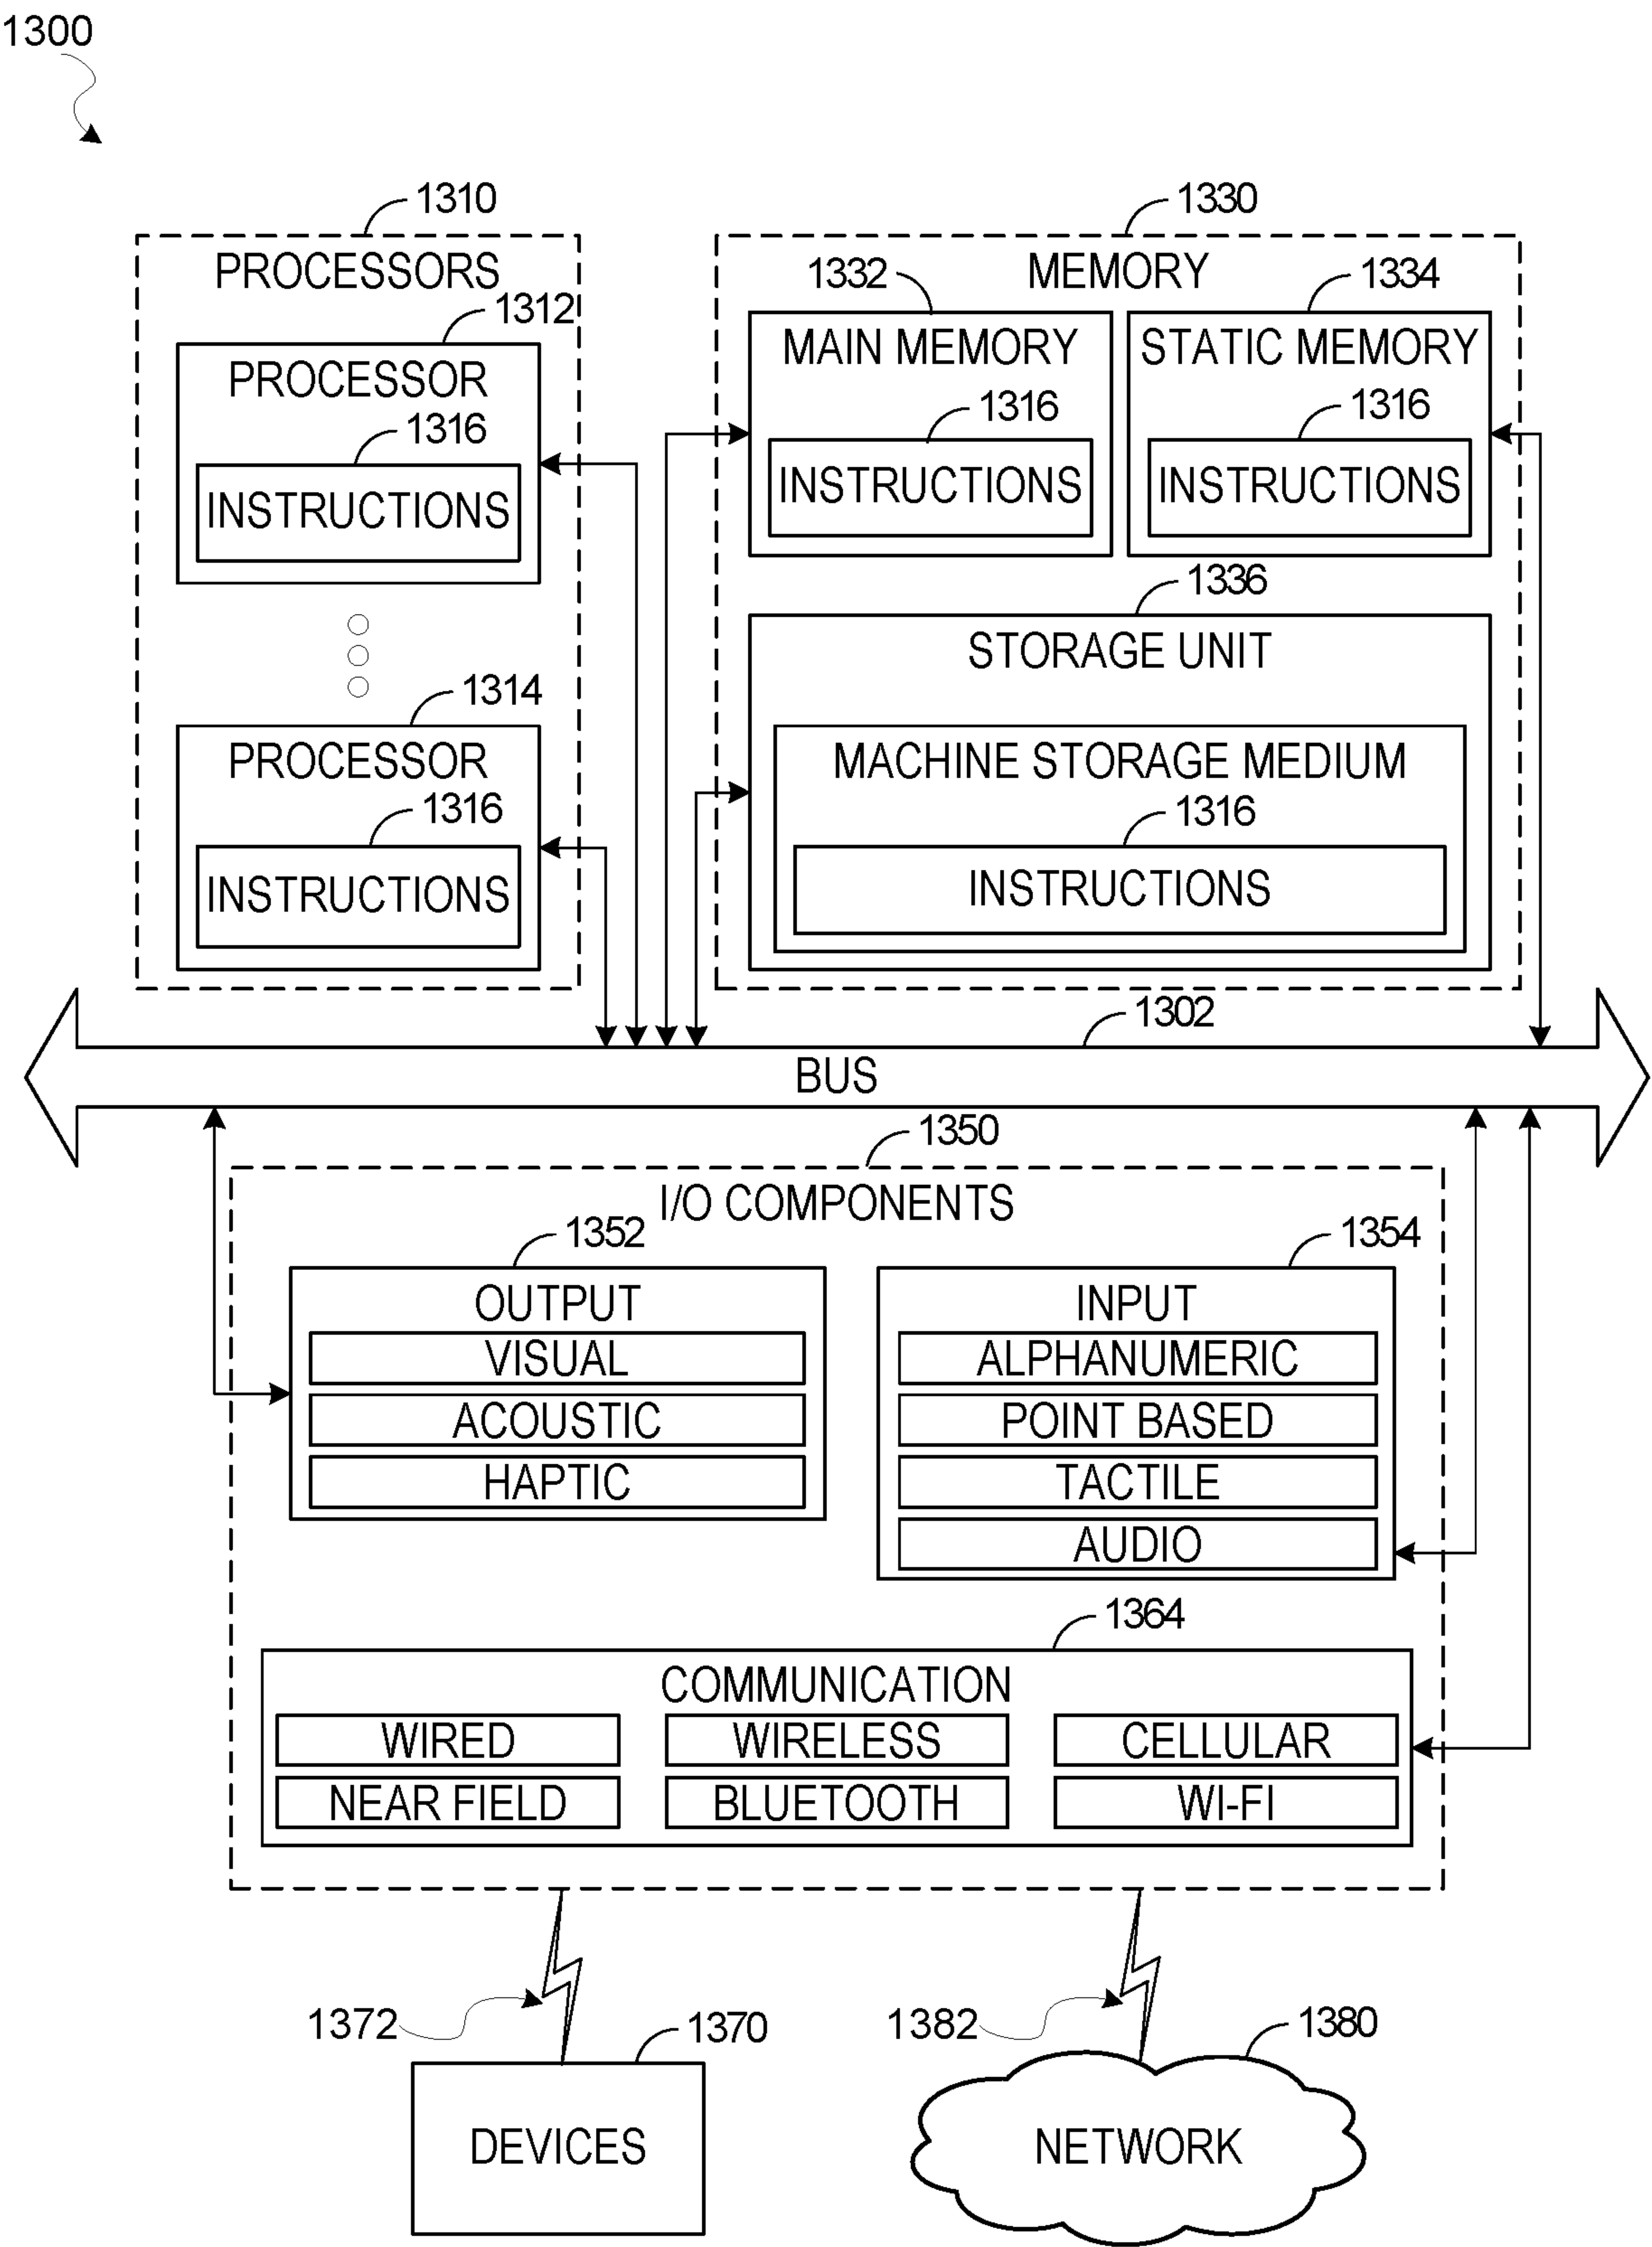 1300
1310
PROCESSORS
1312
PROCESSOR
1316
INSTRUCTIONS
1314
PROCESSOR
1316
INSTRUCTIONS
1330
MEMORY
1332
MAIN MEMORY
1316
INSTRUCTIONS
1334
STATIC MEMORY
1316
INSTRUCTIONS
1336
STORAGE UNIT
MACHINE STORAGE MEDIUM
1316
INSTRUCTIONS
1302
BUS
1350
I/O COMPONENTS
1352
OUTPUT
VISUAL
ACOUSTIC
HAPTIC
1354
INPUT
ALPHANUMERIC
POINT BASED
TACTILE
AUDIO
1364
COMMUNICATION
WIRED
WIRELESS
CELLULAR
NEAR FIELD
BLUETOOTH
WI-FI
1372
1370
DEVICES
1382
1380
NETWORK